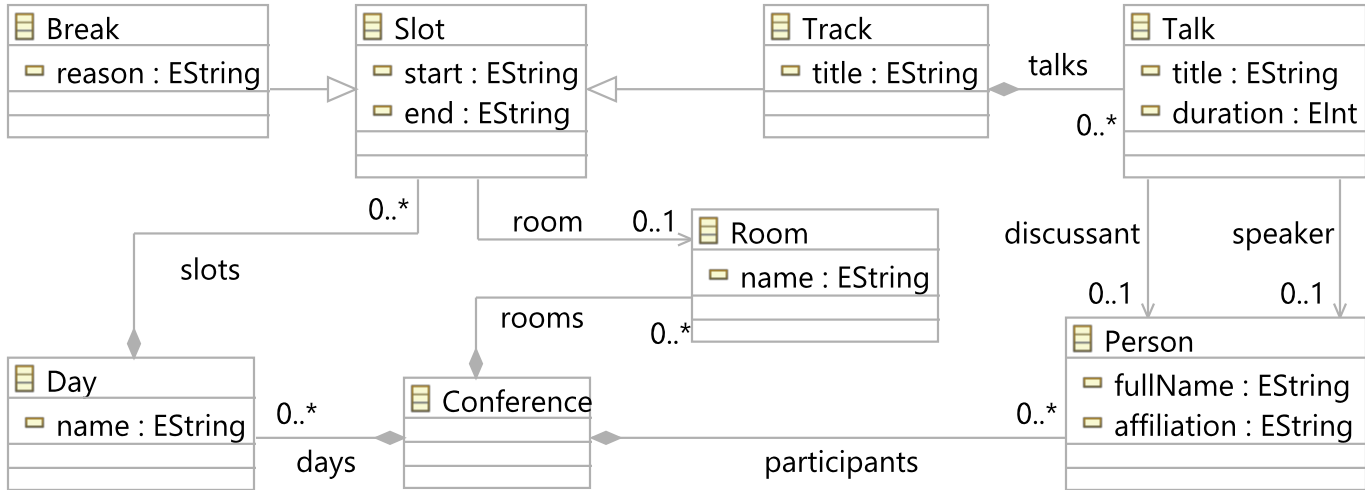 Break
reason : EString
Slot
start : EString
end : EString
Track
title : EString
talks
0..*
Talk
title : EString
duration : EInt
0..*
slots
room
0..1
Room
name : EString
rooms
0..*
discussant
0..1
speaker
0..1
Day
name : EString
0..*
days
Conference
participants
0..*
Person
fullName : EString
affiliation : EString